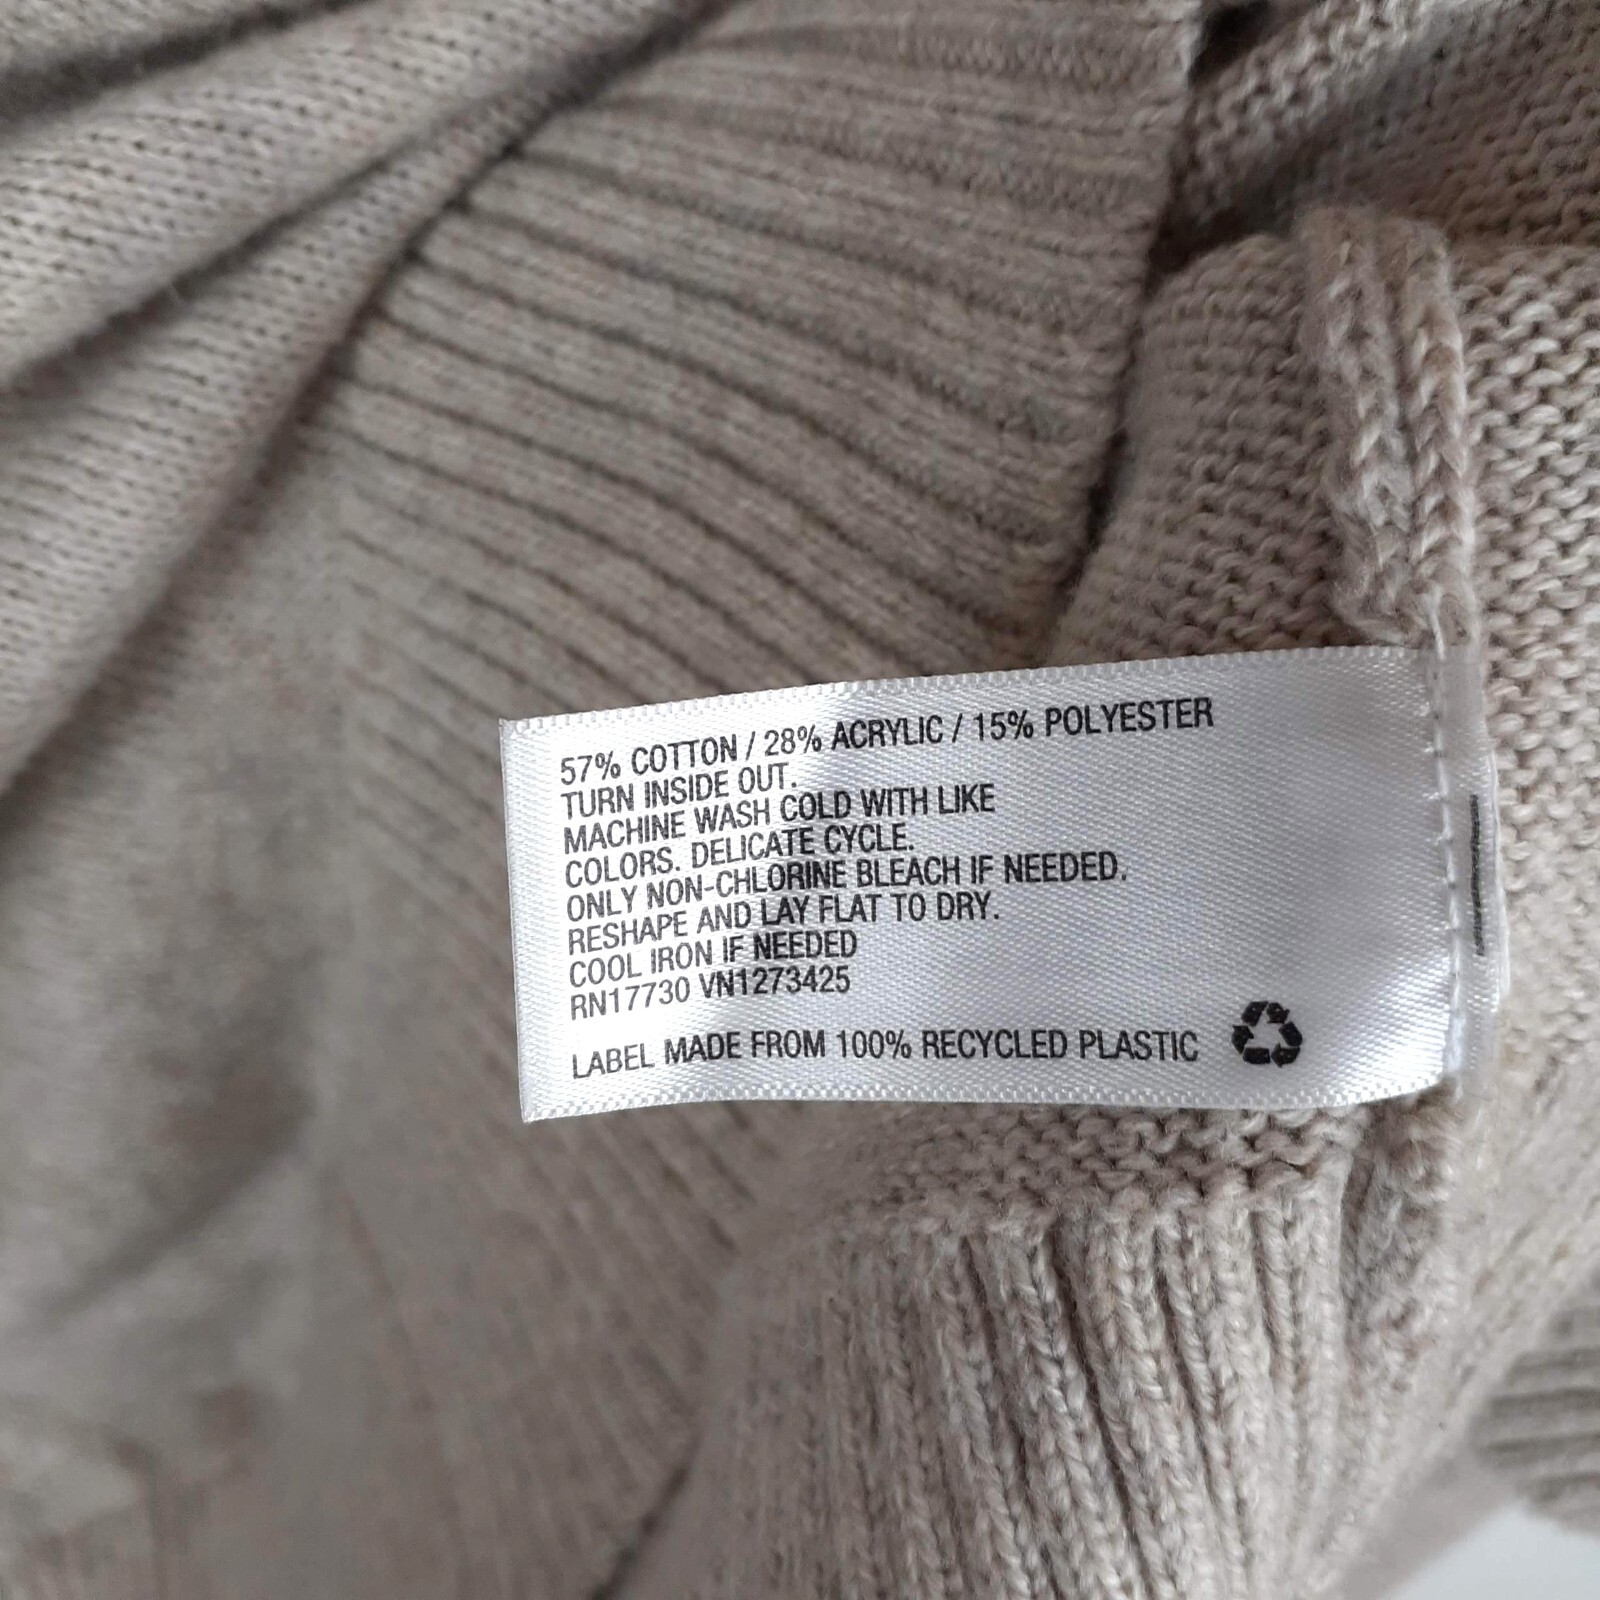 57% COTTON / 28% ACRYLIC / 15% POLYESTER
TURN INSIDE OUT.
MACHINE WASH COLD WITH LIKE
COLORS. DELICATE CYCLE.
ONLY NON-CHLORINE BLEACH IF NEEDED.
RESHAPE AND LAY FLAT TO DRY.
COOL IRON IF NEEDED
RN17730 VN1273425
LABEL MADE FROM 100% RECYCLED PLASTIC